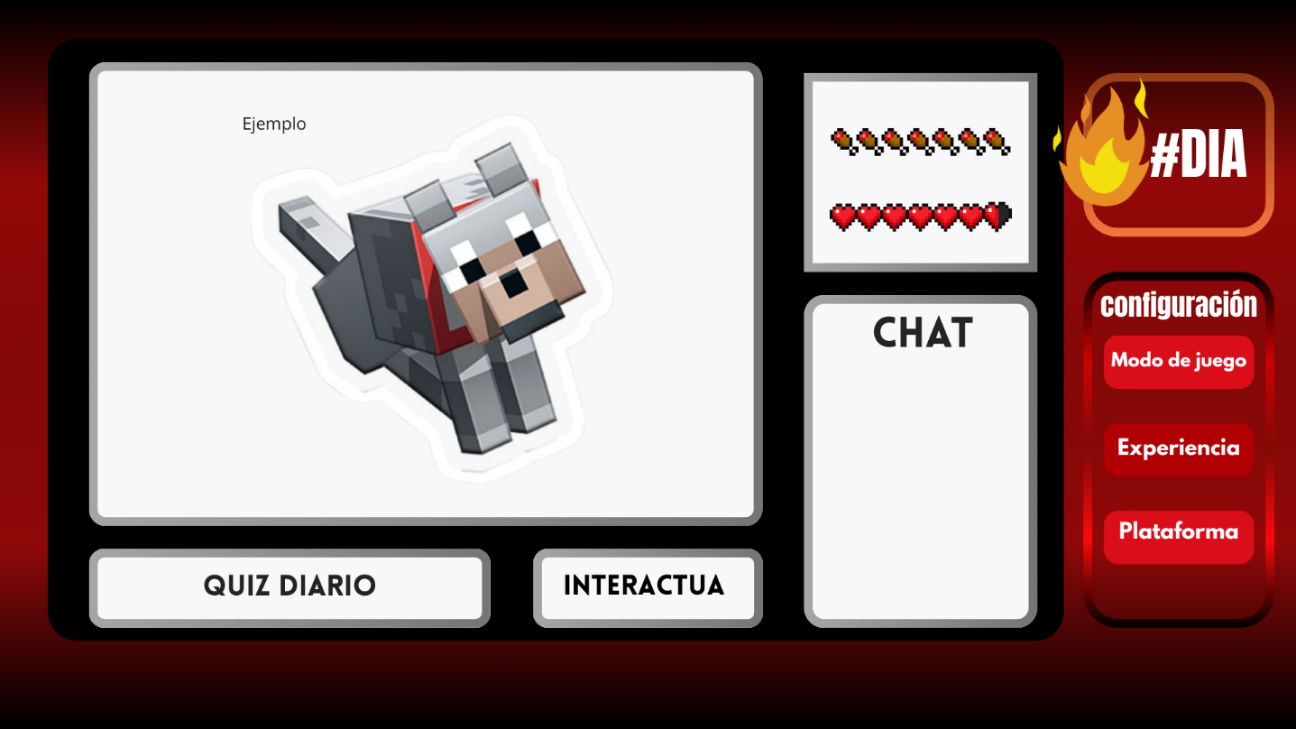 Ejemplo
#DIA
configuración
CHAT
Modo de juego
Experiencia
Plataforma
QUIZ DIARIO
INTERACTUA